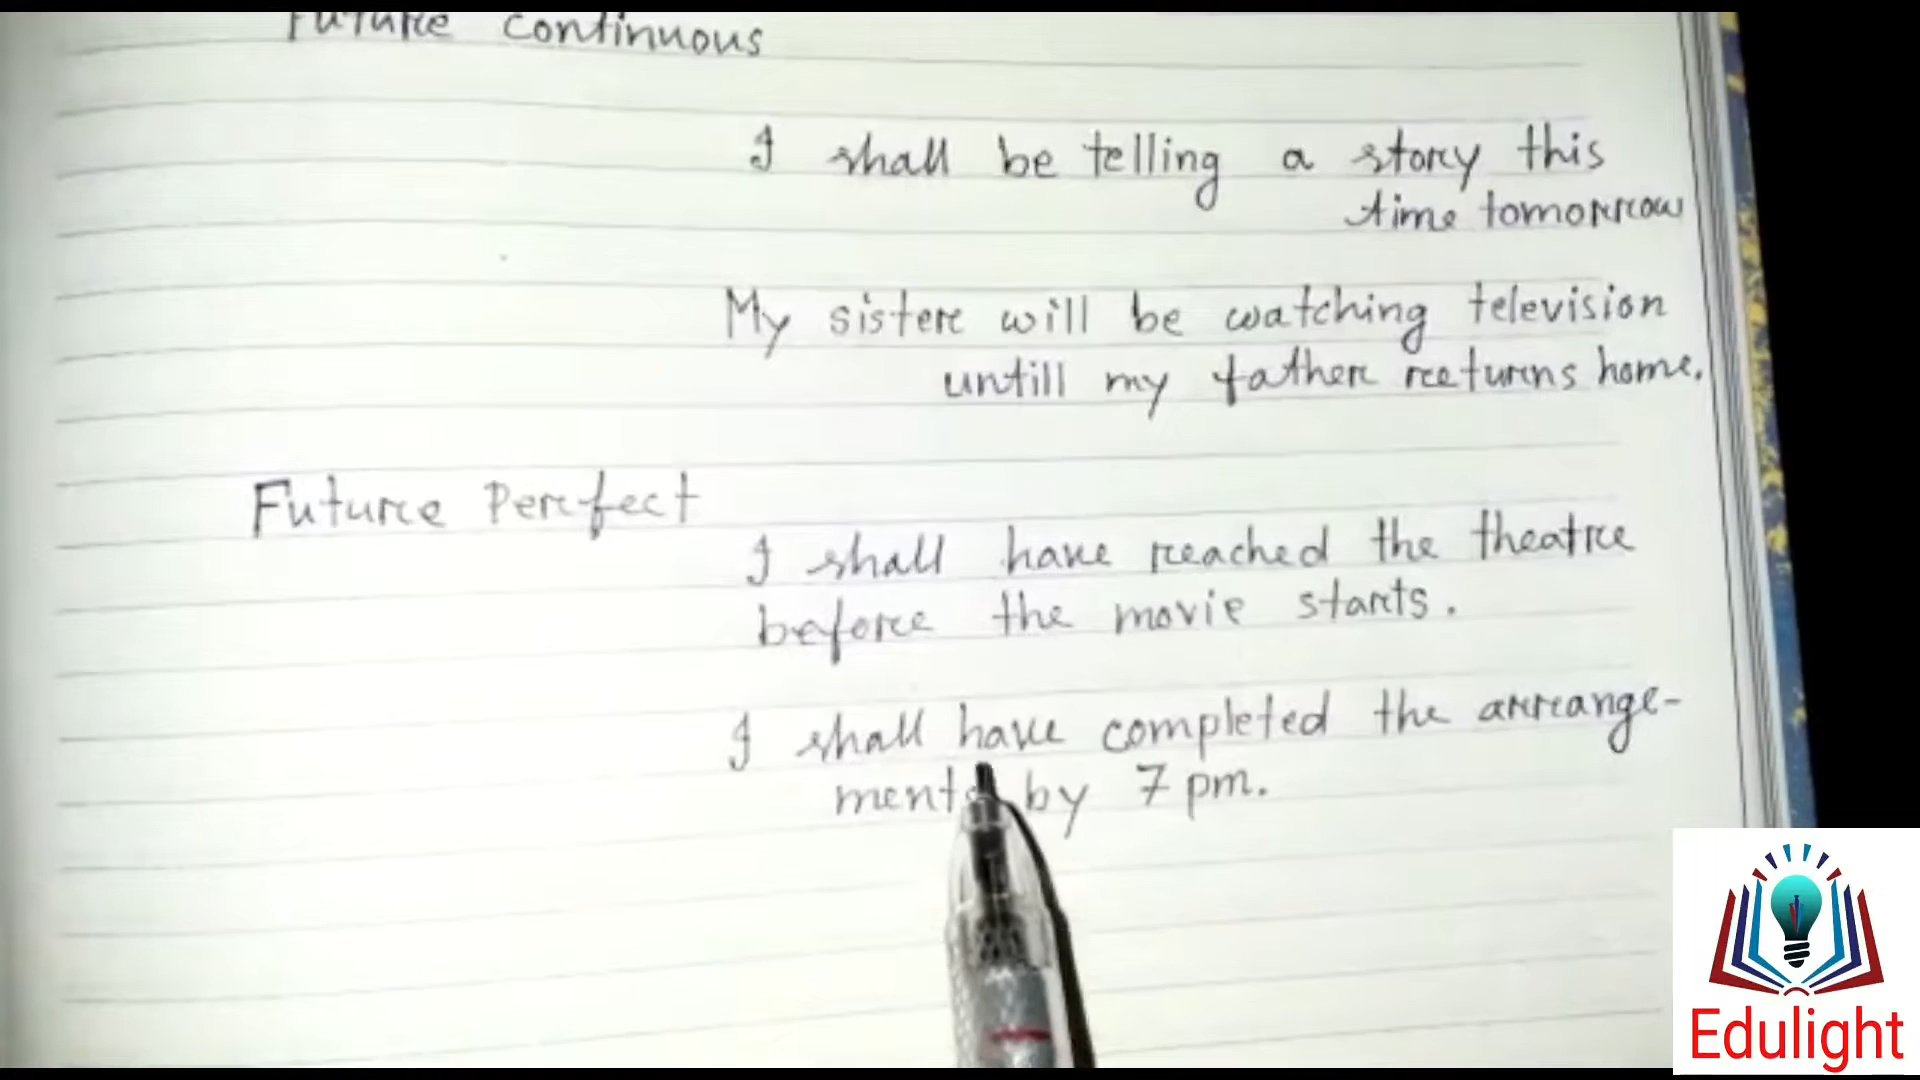 Future Continuous
I shall be telling a story this
time tomorrow
My sister will be watching television
untill my father returns home.
Future Perfect
I shall have reached the theatre
before the movie starts.
I shall have completed the arrange-
ments by 7 pm.
Edulight